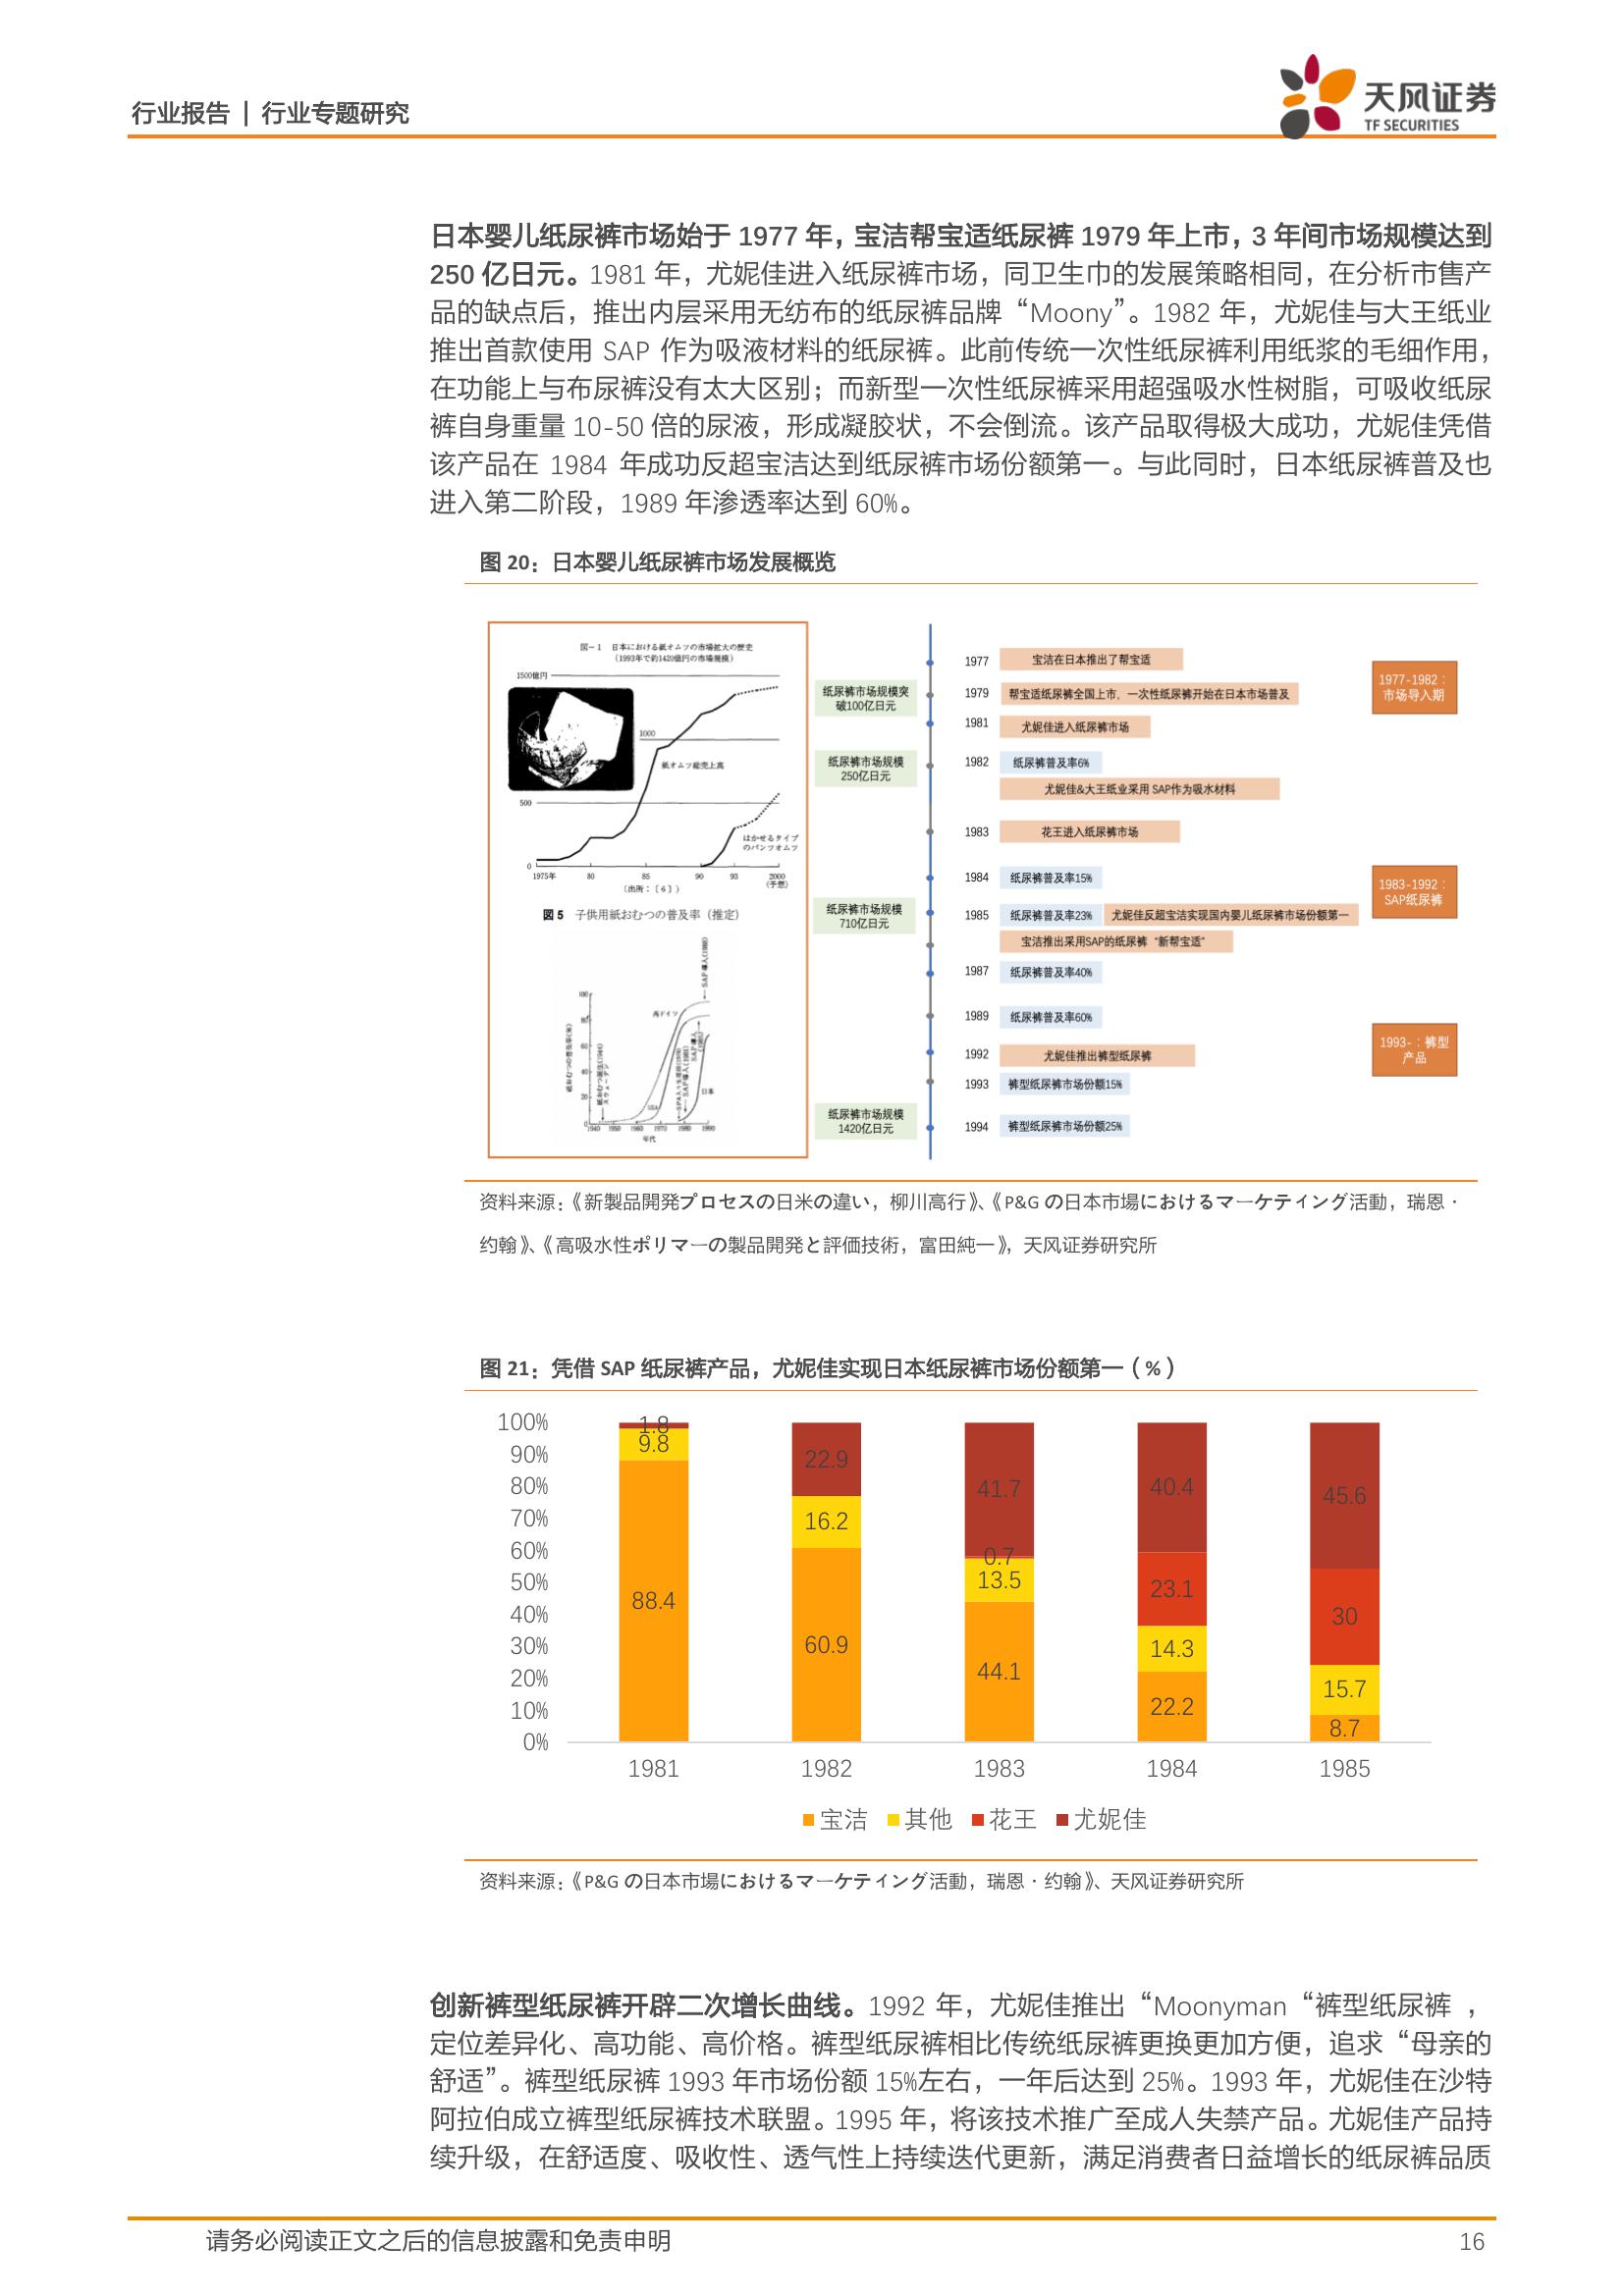 行业报告 | 行业专题研究
天风证券
TF SECURITIES
日本婴儿纸尿裤市场始于 1977 年，宝洁帮宝适纸尿裤 1979 年上市，3 年间市场规模达到
250 亿日元。1981 年，尤妮佳进入纸尿裤市场，同卫生巾的发展策略相同，在分析市售产
品的缺点后，推出内层采用无纺布的纸尿裤品牌“Moony”。1982 年，尤妮佳与大王纸业
推出首款使用 SAP 作为吸液材料的纸尿裤。此前传统一次性纸尿裤利用纸浆的毛细作用，
在功能上与布尿裤没有太大区别；而新型一次性纸尿裤采用超强吸水性树脂，可吸收纸尿
裤自身重量 10-50 倍的尿液，形成凝胶状，不会倒流。该产品取得极大成功，尤妮佳凭借
该产品在 1984 年成功反超宝洁达到纸尿裤市场份额第一。与此同时，日本纸尿裤普及也
进入第二阶段，1989 年渗透率达到 60%。
图 20：日本婴儿纸尿裤市场发展概览
図－1 日本における紙オムツの市場拡大の歴史
（1993年で約1420億円の市場規模）
1500億円
1000
紙オムツ総売上高
500
はかせるタイプ
のパンツオムツ
0
1975年 80 85 90 93 2000
（予想）
（出所：〔6〕）
図 5 子供用紙おむつの普及率（推定）
西ドイツ
USA
日本
1940 1950 1960 1970 1980 1990
年代
纸尿裤市场规模突
破100亿日元
纸尿裤市场规模
250亿日元
纸尿裤市场规模
710亿日元
纸尿裤市场规模
1420亿日元
1977 宝洁在日本推出了帮宝适
1979 帮宝适纸尿裤全国上市，一次性纸尿裤开始在日本市场普及
1981 尤妮佳进入纸尿裤市场
1982 纸尿裤普及率6%
尤妮佳&大王纸业采用 SAP作为吸水材料
1983 花王进入纸尿裤市场
1984 纸尿裤普及率15%
1985 纸尿裤普及率23% 尤妮佳反超宝洁实现国内婴儿纸尿裤市场份额第一
宝洁推出采用SAP的纸尿裤“新帮宝适”
1987 纸尿裤普及率40%
1989 纸尿裤普及率60%
1992 尤妮佳推出裤型纸尿裤
1993 裤型纸尿裤市场份额15%
1994 裤型纸尿裤市场份额25%
1977-1982：
市场导入期
1983-1992：
SAP纸尿裤
1993-：裤型
产品
资料来源：《新製品開発プロセスの日米の違い，柳川高行》、《P&G の日本市場におけるマーケティング活動，瑞恩·
约翰》、《高吸水性ポリマーの製品開発と評価技術，富田純一》，天风证券研究所
图 21：凭借 SAP 纸尿裤产品，尤妮佳实现日本纸尿裤市场份额第一（%）
100%
90%
80%
70%
60%
50%
40%
30%
20%
10%
0%
1.8
9.8
88.4
22.9
16.2
60.9
41.7
0.7
13.5
44.1
40.4
23.1
14.3
22.2
45.6
30
15.7
8.7
1981 1982 1983 1984 1985
宝洁 其他 花王 尤妮佳
资料来源：《P&G の日本市場におけるマーケティング活動，瑞恩·约翰》、天风证券研究所
创新裤型纸尿裤开辟二次增长曲线。1992 年，尤妮佳推出“Moonyman“裤型纸尿裤 ，
定位差异化、高功能、高价格。裤型纸尿裤相比传统纸尿裤更换更加方便，追求“母亲的
舒适”。裤型纸尿裤 1993 年市场份额 15%左右，一年后达到 25%。1993 年，尤妮佳在沙特
阿拉伯成立裤型纸尿裤技术联盟。1995 年，将该技术推广至成人失禁产品。尤妮佳产品持
续升级，在舒适度、吸收性、透气性上持续迭代更新，满足消费者日益增长的纸尿裤品质
请务必阅读正文之后的信息披露和免责申明
16